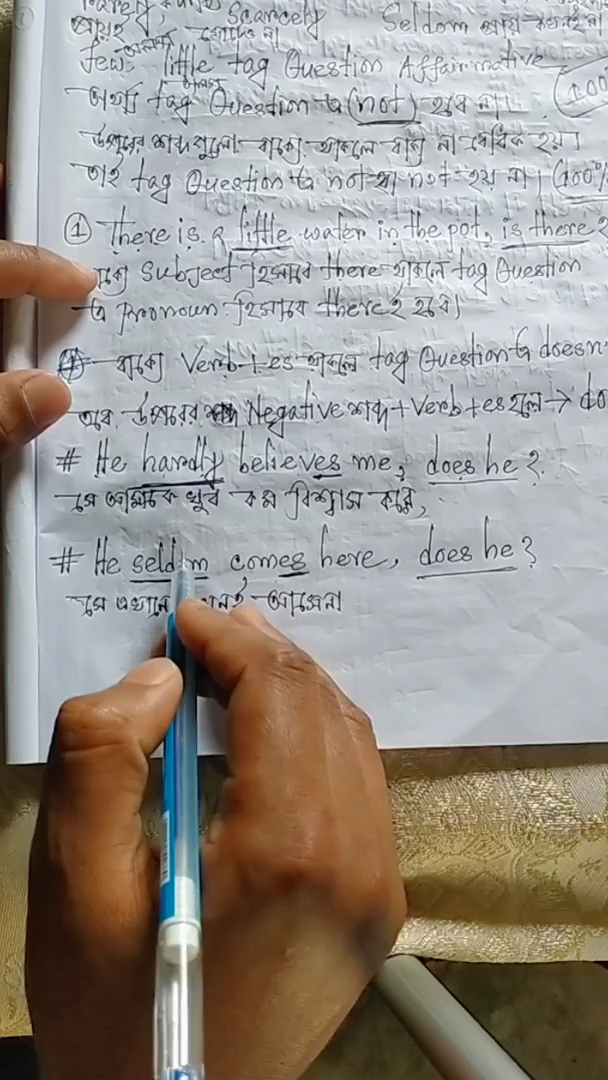 Scarcely Seldom প্রায় কখনই না
few, little tag Question Affairmative
অথ্যাৎ tag Question এ (not) হবে না।
উপরের শব্দগুলো বাক্যে থাকলে বাক্য না বোধক হয়।
তাই tag Question এ not হয় না। (100%
① There is a little water in the pot, is there?
বাক্যে Subject হিসাবে there থাকলে tag Question
এ pronoun হিসাবে there ই হবে।
বাক্যে Verb+es থাকলে tag Question এ doesn'
তবে উপরের Negative শব্দ + Verb+es হলে → do
# He hardly believes me, does he?
সে আমাকে খুব কম বিশ্বাস করে,
# He seldom comes here, does he?
সে এখানে আসেনা